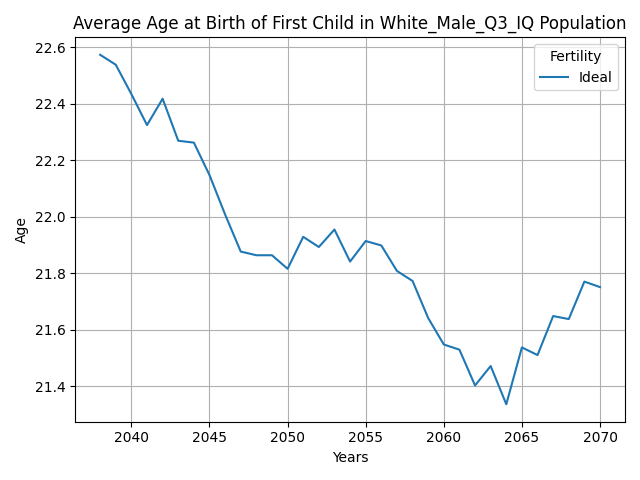 Average Age at Birth of First Child in White_Male_Q3_IQ Population
Fertility
Ideal
22.6
22.4
22.2
22.0
21.8
21.6
21.4
Age
2040 2045 2050 2055 2060 2065 2070
Years